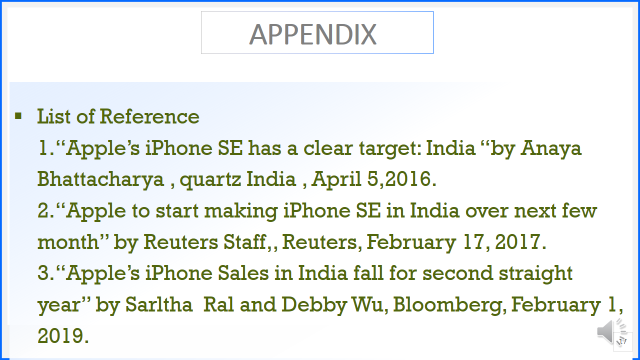 APPENDIX
▪ List of Reference
1.“Apple’s iPhone SE has a clear target: India “by Anaya
Bhattacharya , quartz India , April 5,2016.
2.“Apple to start making iPhone SE in India over next few
month” by Reuters Staff,, Reuters, February 17, 2017.
3.“Apple’s iPhone Sales in India fall for second straight
year” by Sarltha Ral and Debby Wu, Bloomberg, February 1,
2019.